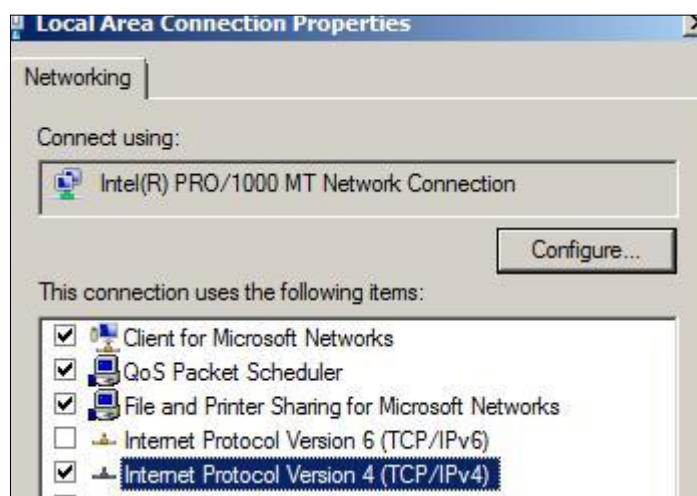 Local Area Connection Properties
Networking
Connect using:
Intel(R) PRO/1000 MT Network Connection
Configure...
This connection uses the following items:
Client for Microsoft Networks
QoS Packet Scheduler
File and Printer Sharing for Microsoft Networks
Internet Protocol Version 6 (TCP/IPv6)
Internet Protocol Version 4 (TCP/IPv4)